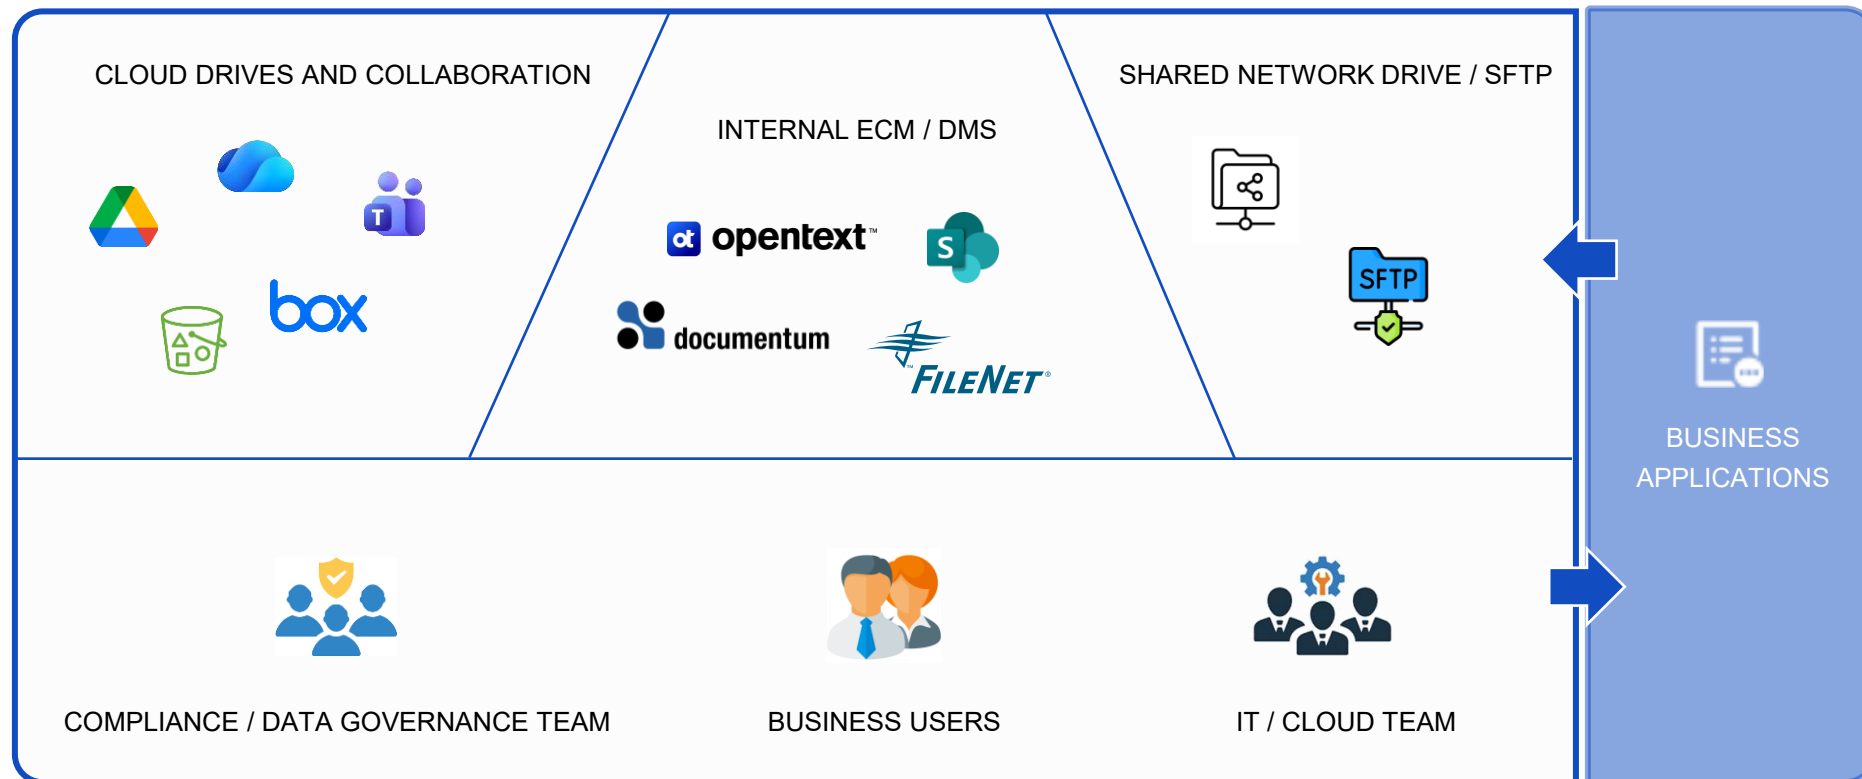 CLOUD DRIVES AND COLLABORATION
SHARED NETWORK DRIVE / SFTP
INTERNAL ECM / DMS
T
opentext™
S
SFTP
box
documentum
FILENET®
BUSINESS
APPLICATIONS
COMPLIANCE / DATA GOVERNANCE TEAM
BUSINESS USERS
IT / CLOUD TEAM